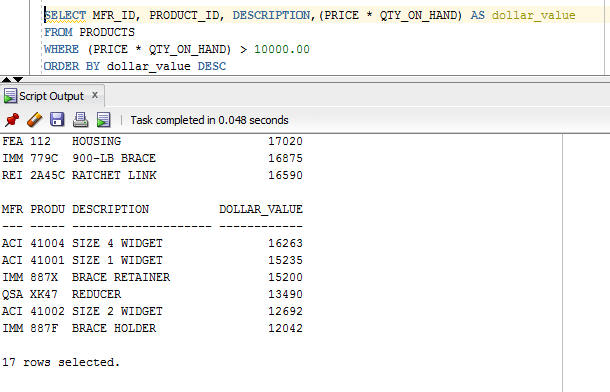 SELECT MFR_ID, PRODUCT_ID, DESCRIPTION,(PRICE * QTY_ON_HAND) AS dollar_value
FROM PRODUCTS
WHERE (PRICE * QTY_ON_HAND) > 10000.00
ORDER BY dollar_value DESC
Script Output x
Task completed in 0.048 seconds
FEA 112   HOUSING                     17020
IMM 779C  900-LB BRACE                16875
REI 2A45C RATCHET LINK                16590
MFR PRODU DESCRIPTION          DOLLAR_VALUE
--- ----- -------------------- ------------
ACI 41004 SIZE 4 WIDGET               16263
ACI 41001 SIZE 1 WIDGET               15235
IMM 887X  BRACE RETAINER              15200
QSA XK47  REDUCER                     13490
ACI 41002 SIZE 2 WIDGET               12692
IMM 887F  BRACE HOLDER                12042
17 rows selected.